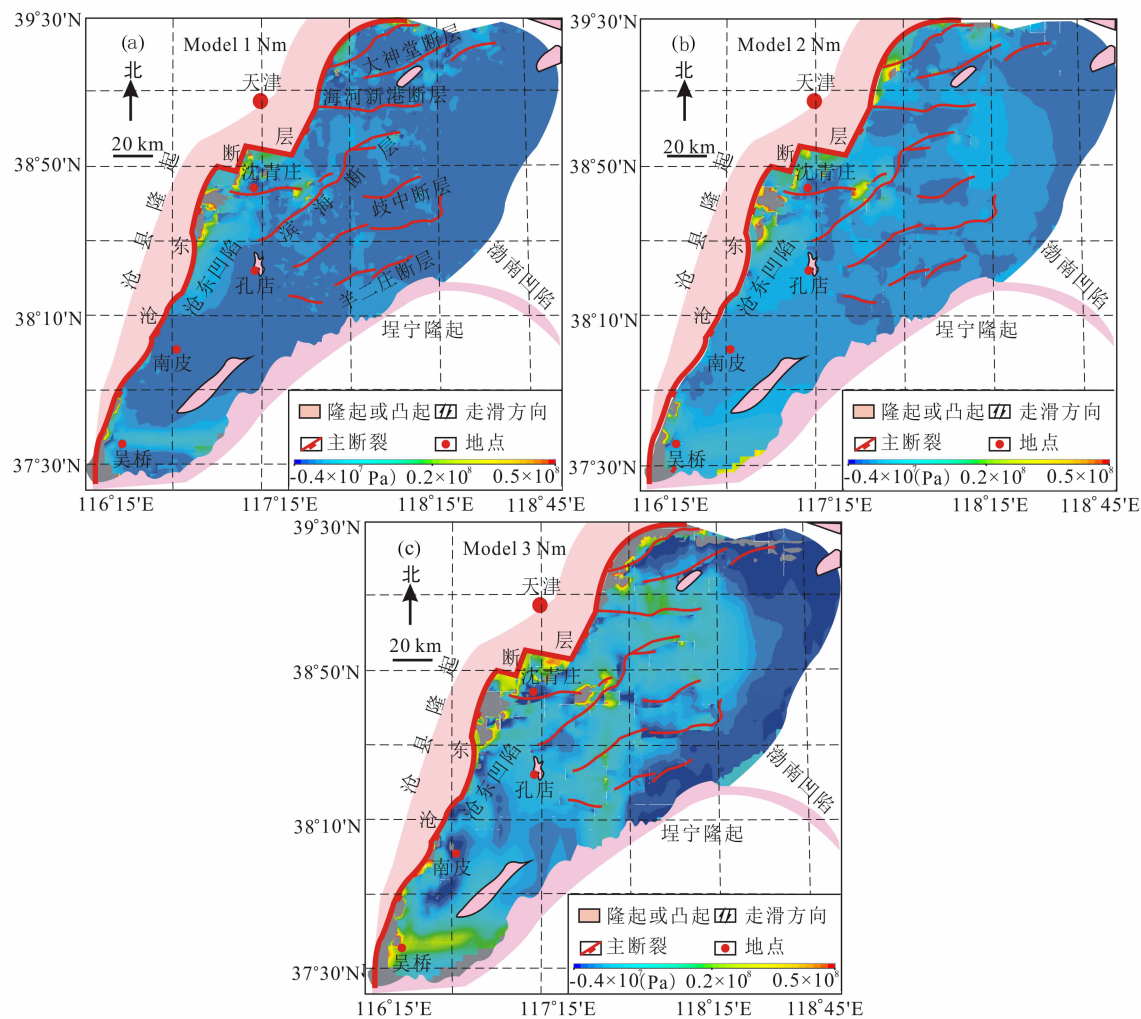 39°30'N
(a)
Model 1 Nm
北
天津
20 km
大神堂断层
海河新港断层
38°50'N
断层
沈青庄
沧县隆起
滨海断层
歧中断层
东
沧东凹陷
孔店
羊二庄断层
渤南凹陷
38°10'N
沧
埕宁隆起
南皮
隆起或凸起
走滑方向
主断裂
地点
吴桥
37°30'N
-0.4×10⁷(Pa)
0.2×10⁸
0.5×10⁸
116°15'E
117°15'E
118°15'E
118°45'E
39°30'N
(b)
Model 2 Nm
北
天津
20 km
38°50'N
断层
沈青庄
沧县隆起
东
沧东凹陷
孔店
渤南凹陷
38°10'N
沧
埕宁隆起
南皮
隆起或凸起
走滑方向
主断裂
地点
吴桥
37°30'N
-0.4×10⁷(Pa)
0.2×10⁸
0.5×10⁸
116°15'E
117°15'E
118°15'E
118°45'E
39°30'N
(c)
Model 3 Nm
北
天津
20 km
38°50'N
断层
沈青庄
沧县隆起
东
沧东凹陷
孔店
渤南凹陷
38°10'N
沧
埕宁隆起
南皮
隆起或凸起
走滑方向
主断裂
地点
吴桥
37°30'N
-0.4×10⁷(Pa)
0.2×10⁸
0.5×10⁸
116°15'E
117°15'E
118°15'E
118°45'E